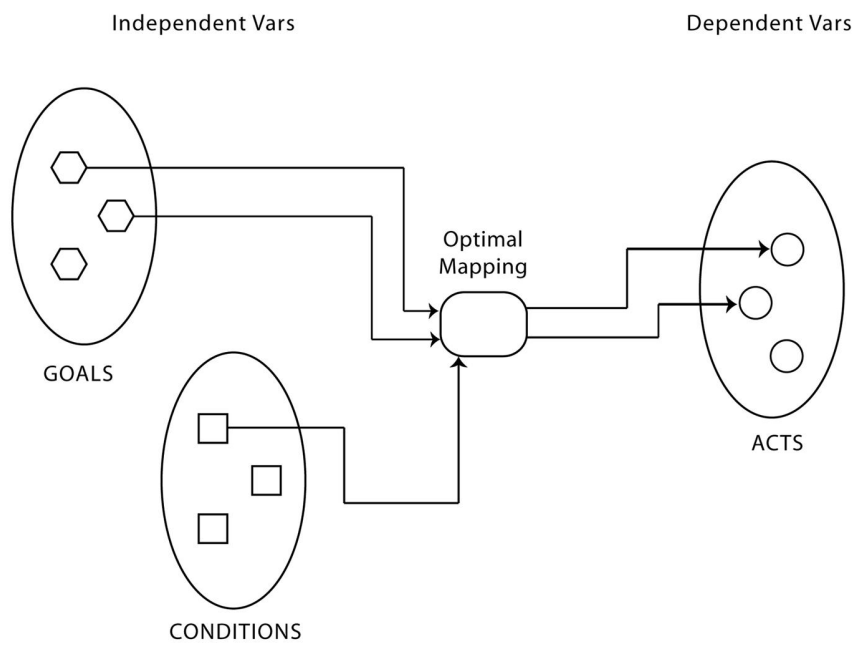 Independent Vars
Dependent Vars
Optimal
Mapping
GOALS
ACTS
CONDITIONS